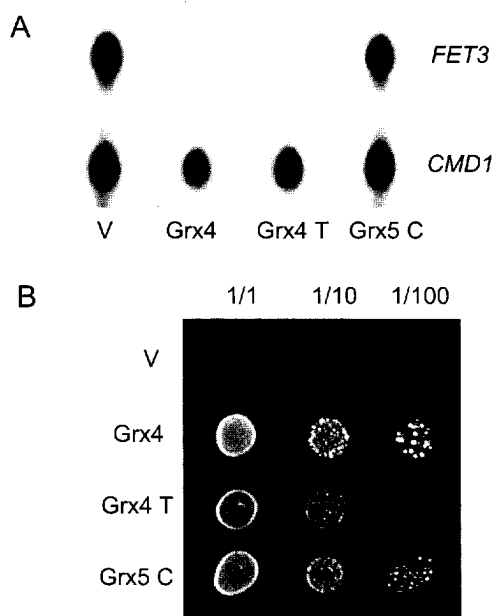 A
FET3
CMD1
V Grx4 Grx4 T Grx5 C
B
1/1 1/10 1/100
V
Grx4
Grx4 T
Grx5 C